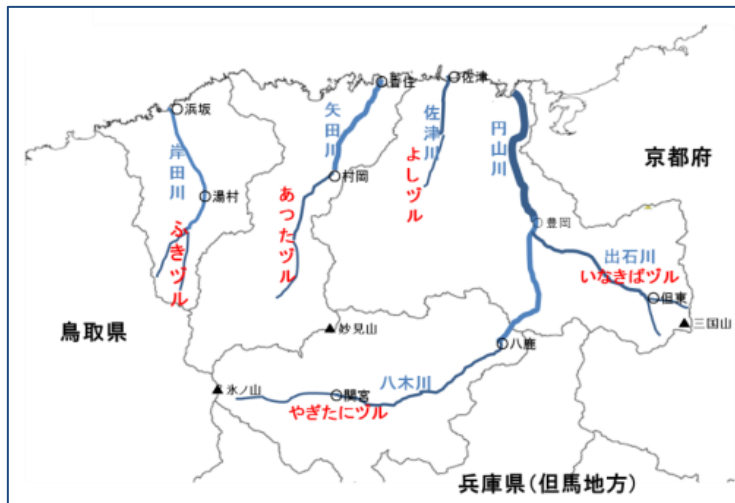 浜坂
岸田川
湯村
ふきヅル
香住
矢田川
村岡
あつたヅル
佐津
佐津川
よしヅル
円山川
京都府
豊岡
出石川
いなきばヅル
但東
三国山
鳥取県
妙見山
八鹿
氷ノ山
八木川
関宮
やぎたにヅル
兵庫県(但馬地方)